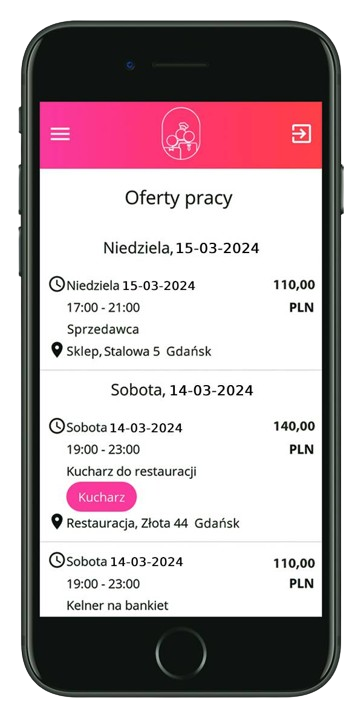 Oferty pracy
Niedziela, 15-03-2024
Niedziela 15-03-2024 110,00
17:00 - 21:00 PLN
Sprzedawca
Sklep, Stalowa 5 Gdańsk
Sobota, 14-03-2024
Sobota 14-03-2024 140,00
19:00 - 23:00 PLN
Kucharz do restauracji
Kucharz
Restauracja, Złota 44 Gdańsk
Sobota 14-03-2024 110,00
19:00 - 23:00 PLN
Kelner na bankiet